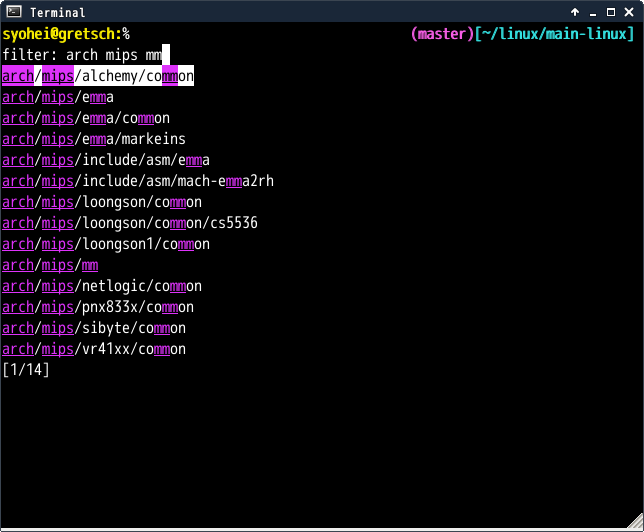 Terminal
syohei@gretsch:% (master)[~/linux/main-linux]
filter: arch mips mm
arch/mips/alchemy/common
arch/mips/emma
arch/mips/emma/common
arch/mips/emma/markeins
arch/mips/include/asm/emma
arch/mips/include/asm/mach-emma2rh
arch/mips/loongson/common
arch/mips/loongson/common/cs5536
arch/mips/loongson1/common
arch/mips/mm
arch/mips/netlogic/common
arch/mips/pnx833x/common
arch/mips/sibyte/common
arch/mips/vr41xx/common
[1/14]